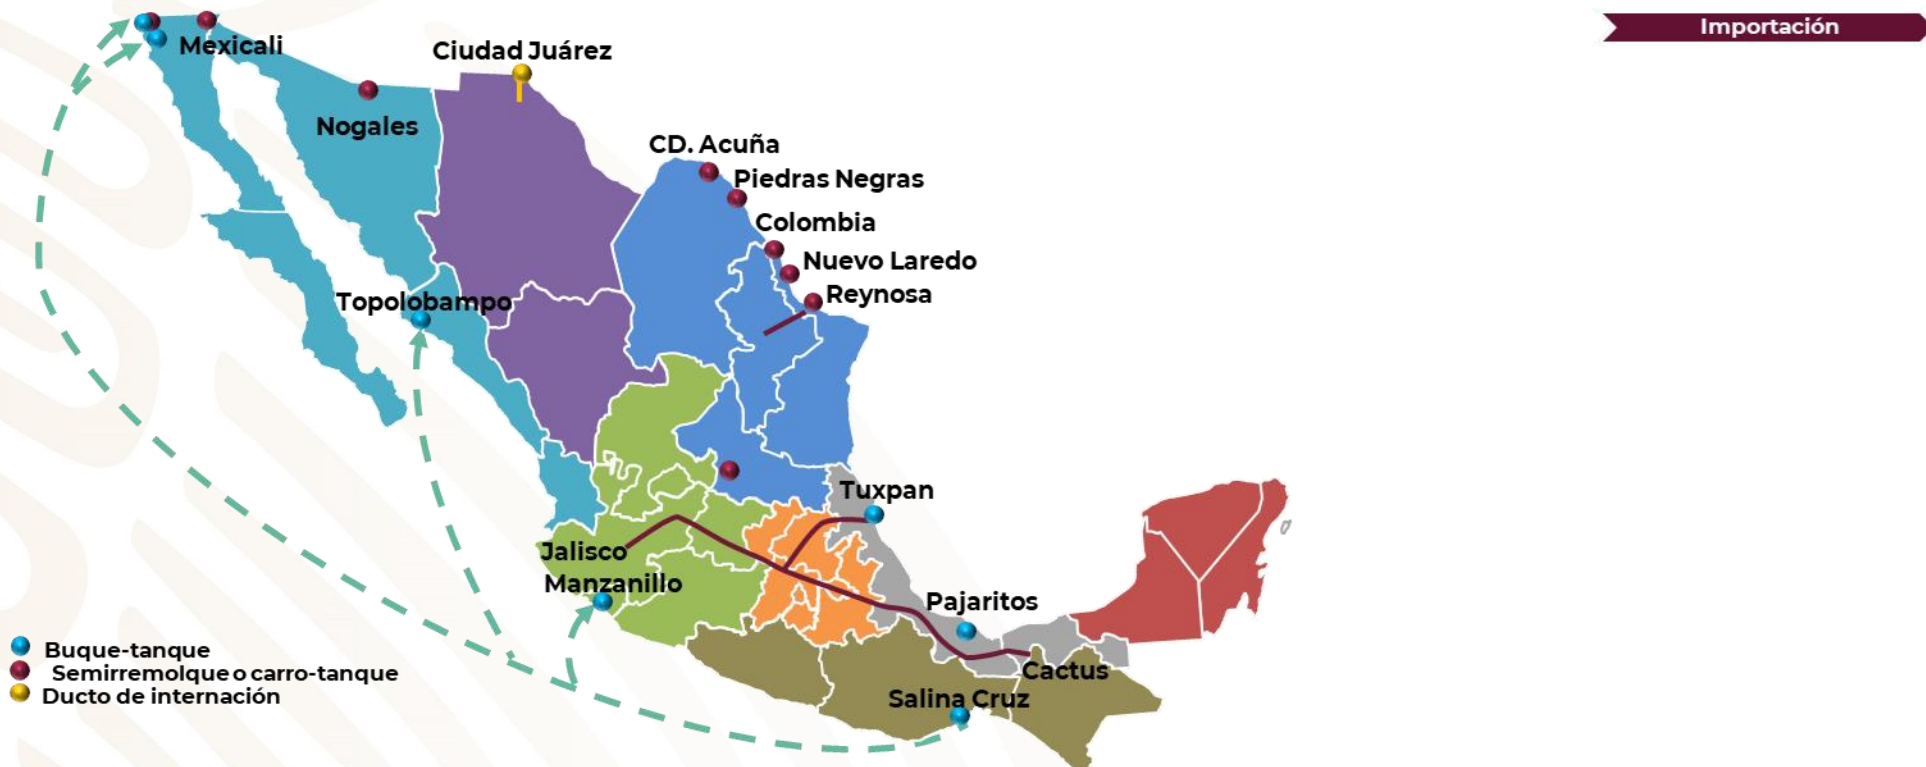 Importación
Mexicali
Ciudad Juárez
Nogales
CD. Acuña
Piedras Negras
Colombia
Nuevo Laredo
Reynosa
Topolobampo
Tuxpan
Jalisco
Manzanillo
Pajaritos
Cactus
Salina Cruz
Buque-tanque
Semirremolque o carro-tanque
Ducto de internación